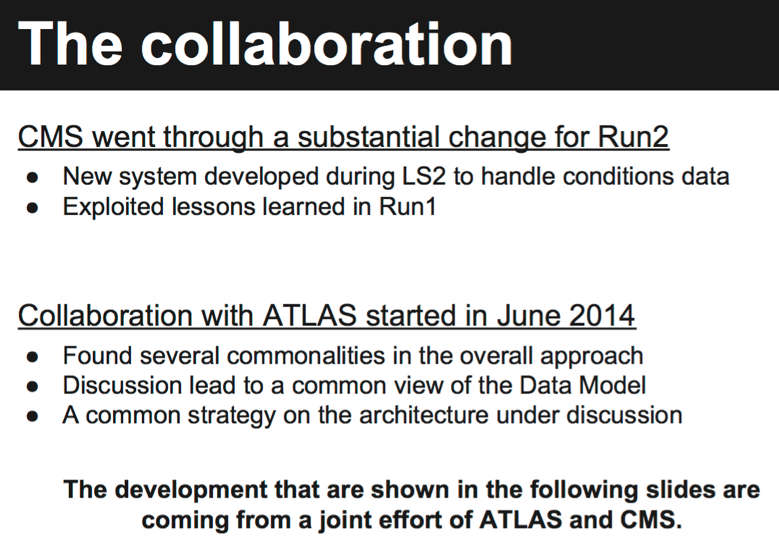 The collaboration
CMS went through a substantial change for Run2
● New system developed during LS2 to handle conditions data
● Exploited lessons learned in Run1
Collaboration with ATLAS started in June 2014
● Found several commonalities in the overall approach
● Discussion lead to a common view of the Data Model
● A common strategy on the architecture under discussion
The development that are shown in the following slides are
coming from a joint effort of ATLAS and CMS.